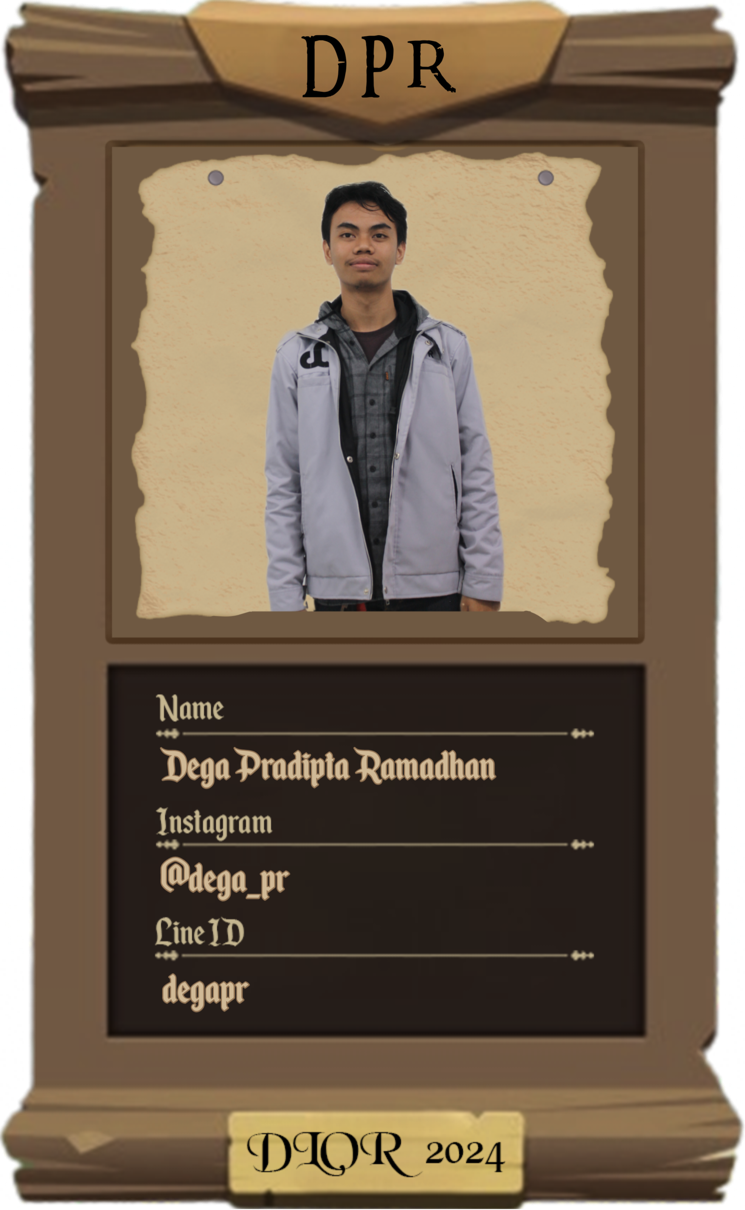 DPR
Name
Dega Pradipta Ramadhan
Instagram
@dega_pr
Line ID
degapr
DLOR 2024